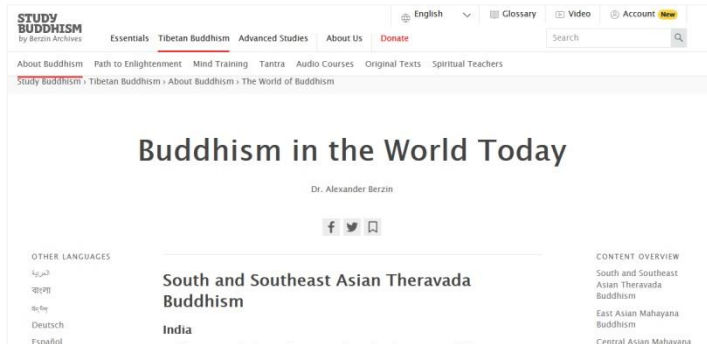 English
Glossary
Video
Account New
STUDY
BUDDHISM
by Berzin Archives
Essentials Tibetan Buddhism Advanced Studies About Us Donate
Search
About Buddhism Path to Enlightenment Mind Training Tantra Audio Courses Original Texts Spiritual Teachers
Study Buddhism › Tibetan Buddhism › About Buddhism › The World of Buddhism
Buddhism in the World Today
Dr. Alexander Berzin
OTHER LANGUAGES
العربية
বাংলা
Deutsch
Español
South and Southeast Asian Theravada
Buddhism
India
CONTENT OVERVIEW
South and Southeast
Asian Theravada
Buddhism
East Asian Mahayana
Buddhism
Central Asian Mahayana